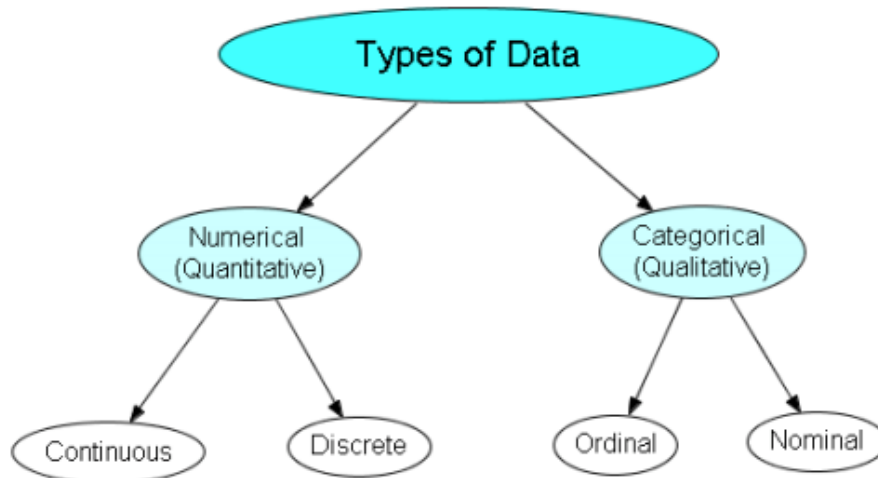 Types of Data
Numerical
(Quantitative)
Categorical
(Qualitative)
Continuous
Discrete
Ordinal
Nominal